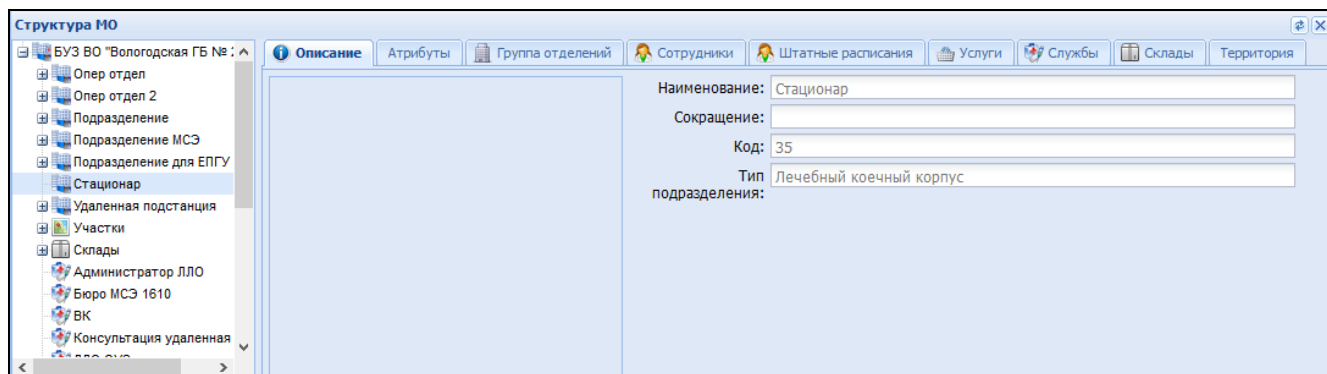 Структура МО
БУЗ ВО "Вологодская ГБ №
Опер отдел
Опер отдел 2
Подразделение
Подразделение МСЭ
Подразделение для ЕПГУ
Стационар
Удаленная подстанция
Участки
Склады
Администратор ЛЛО
Бюро МСЭ 1610
ВК
Консультация удаленная
Описание
Атрибуты
Группа отделений
Сотрудники
Штатные расписания
Услуги
Службы
Склады
Территория
Наименование: Стационар
Сокращение:
Код: 35
Тип
подразделения: Лечебный коечный корпус